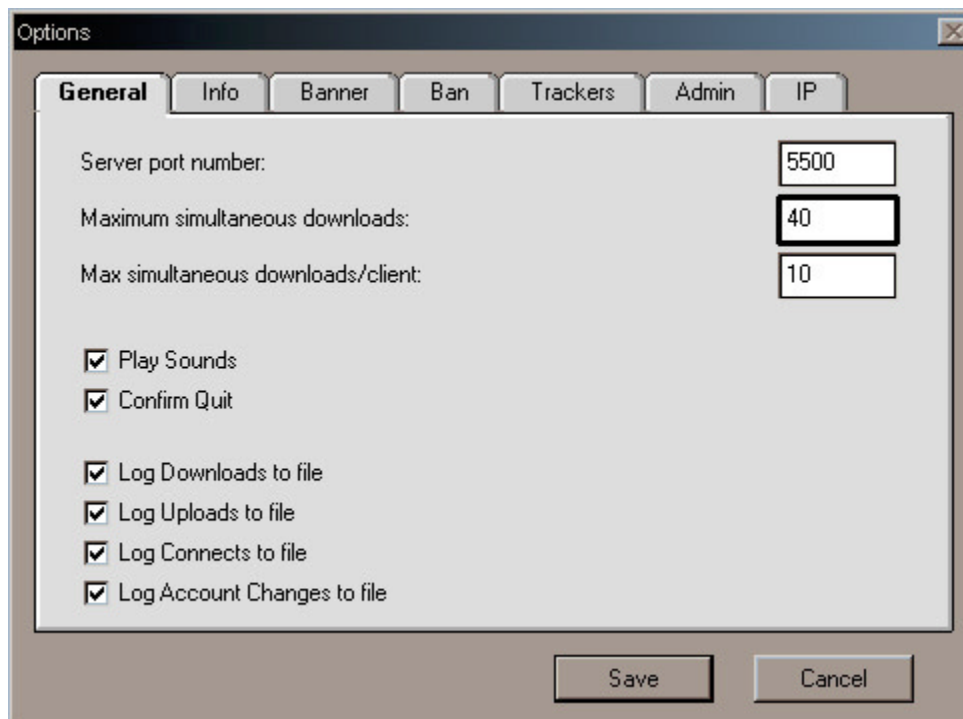 Options
General Info Banner Ban Trackers Admin IP
Server port number: 5500
Maximum simultaneous downloads: 40
Max simultaneous downloads/client: 10
Play Sounds
Confirm Quit
Log Downloads to file
Log Uploads to file
Log Connects to file
Log Account Changes to file
Save Cancel